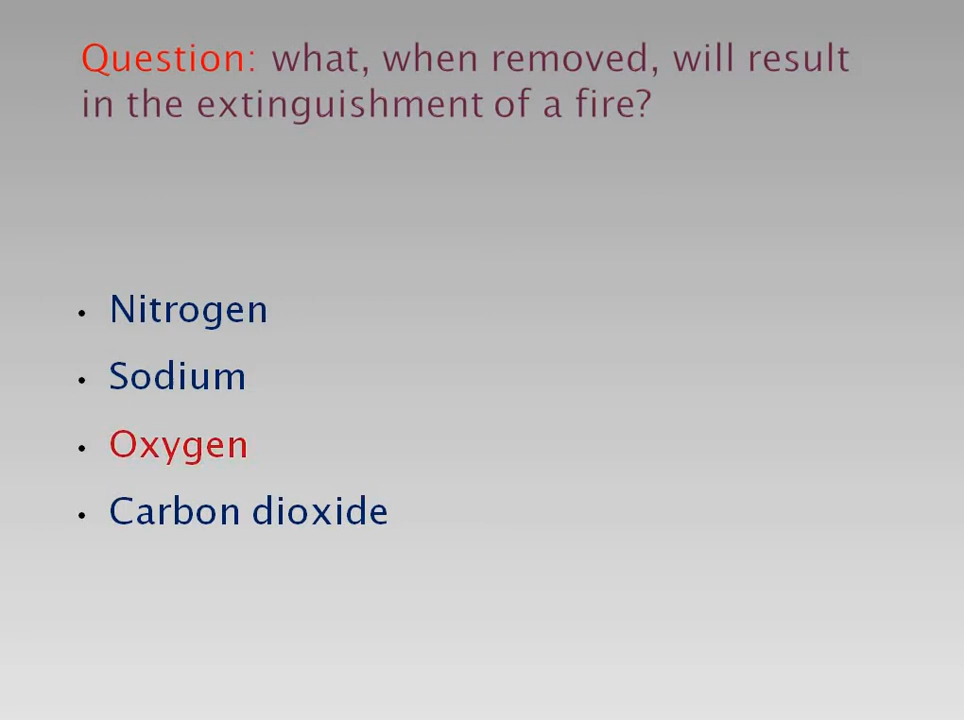 Question: what, when removed, will result
in the extinguishment of a fire?
• Nitrogen
• Sodium
• Oxygen
• Carbon dioxide